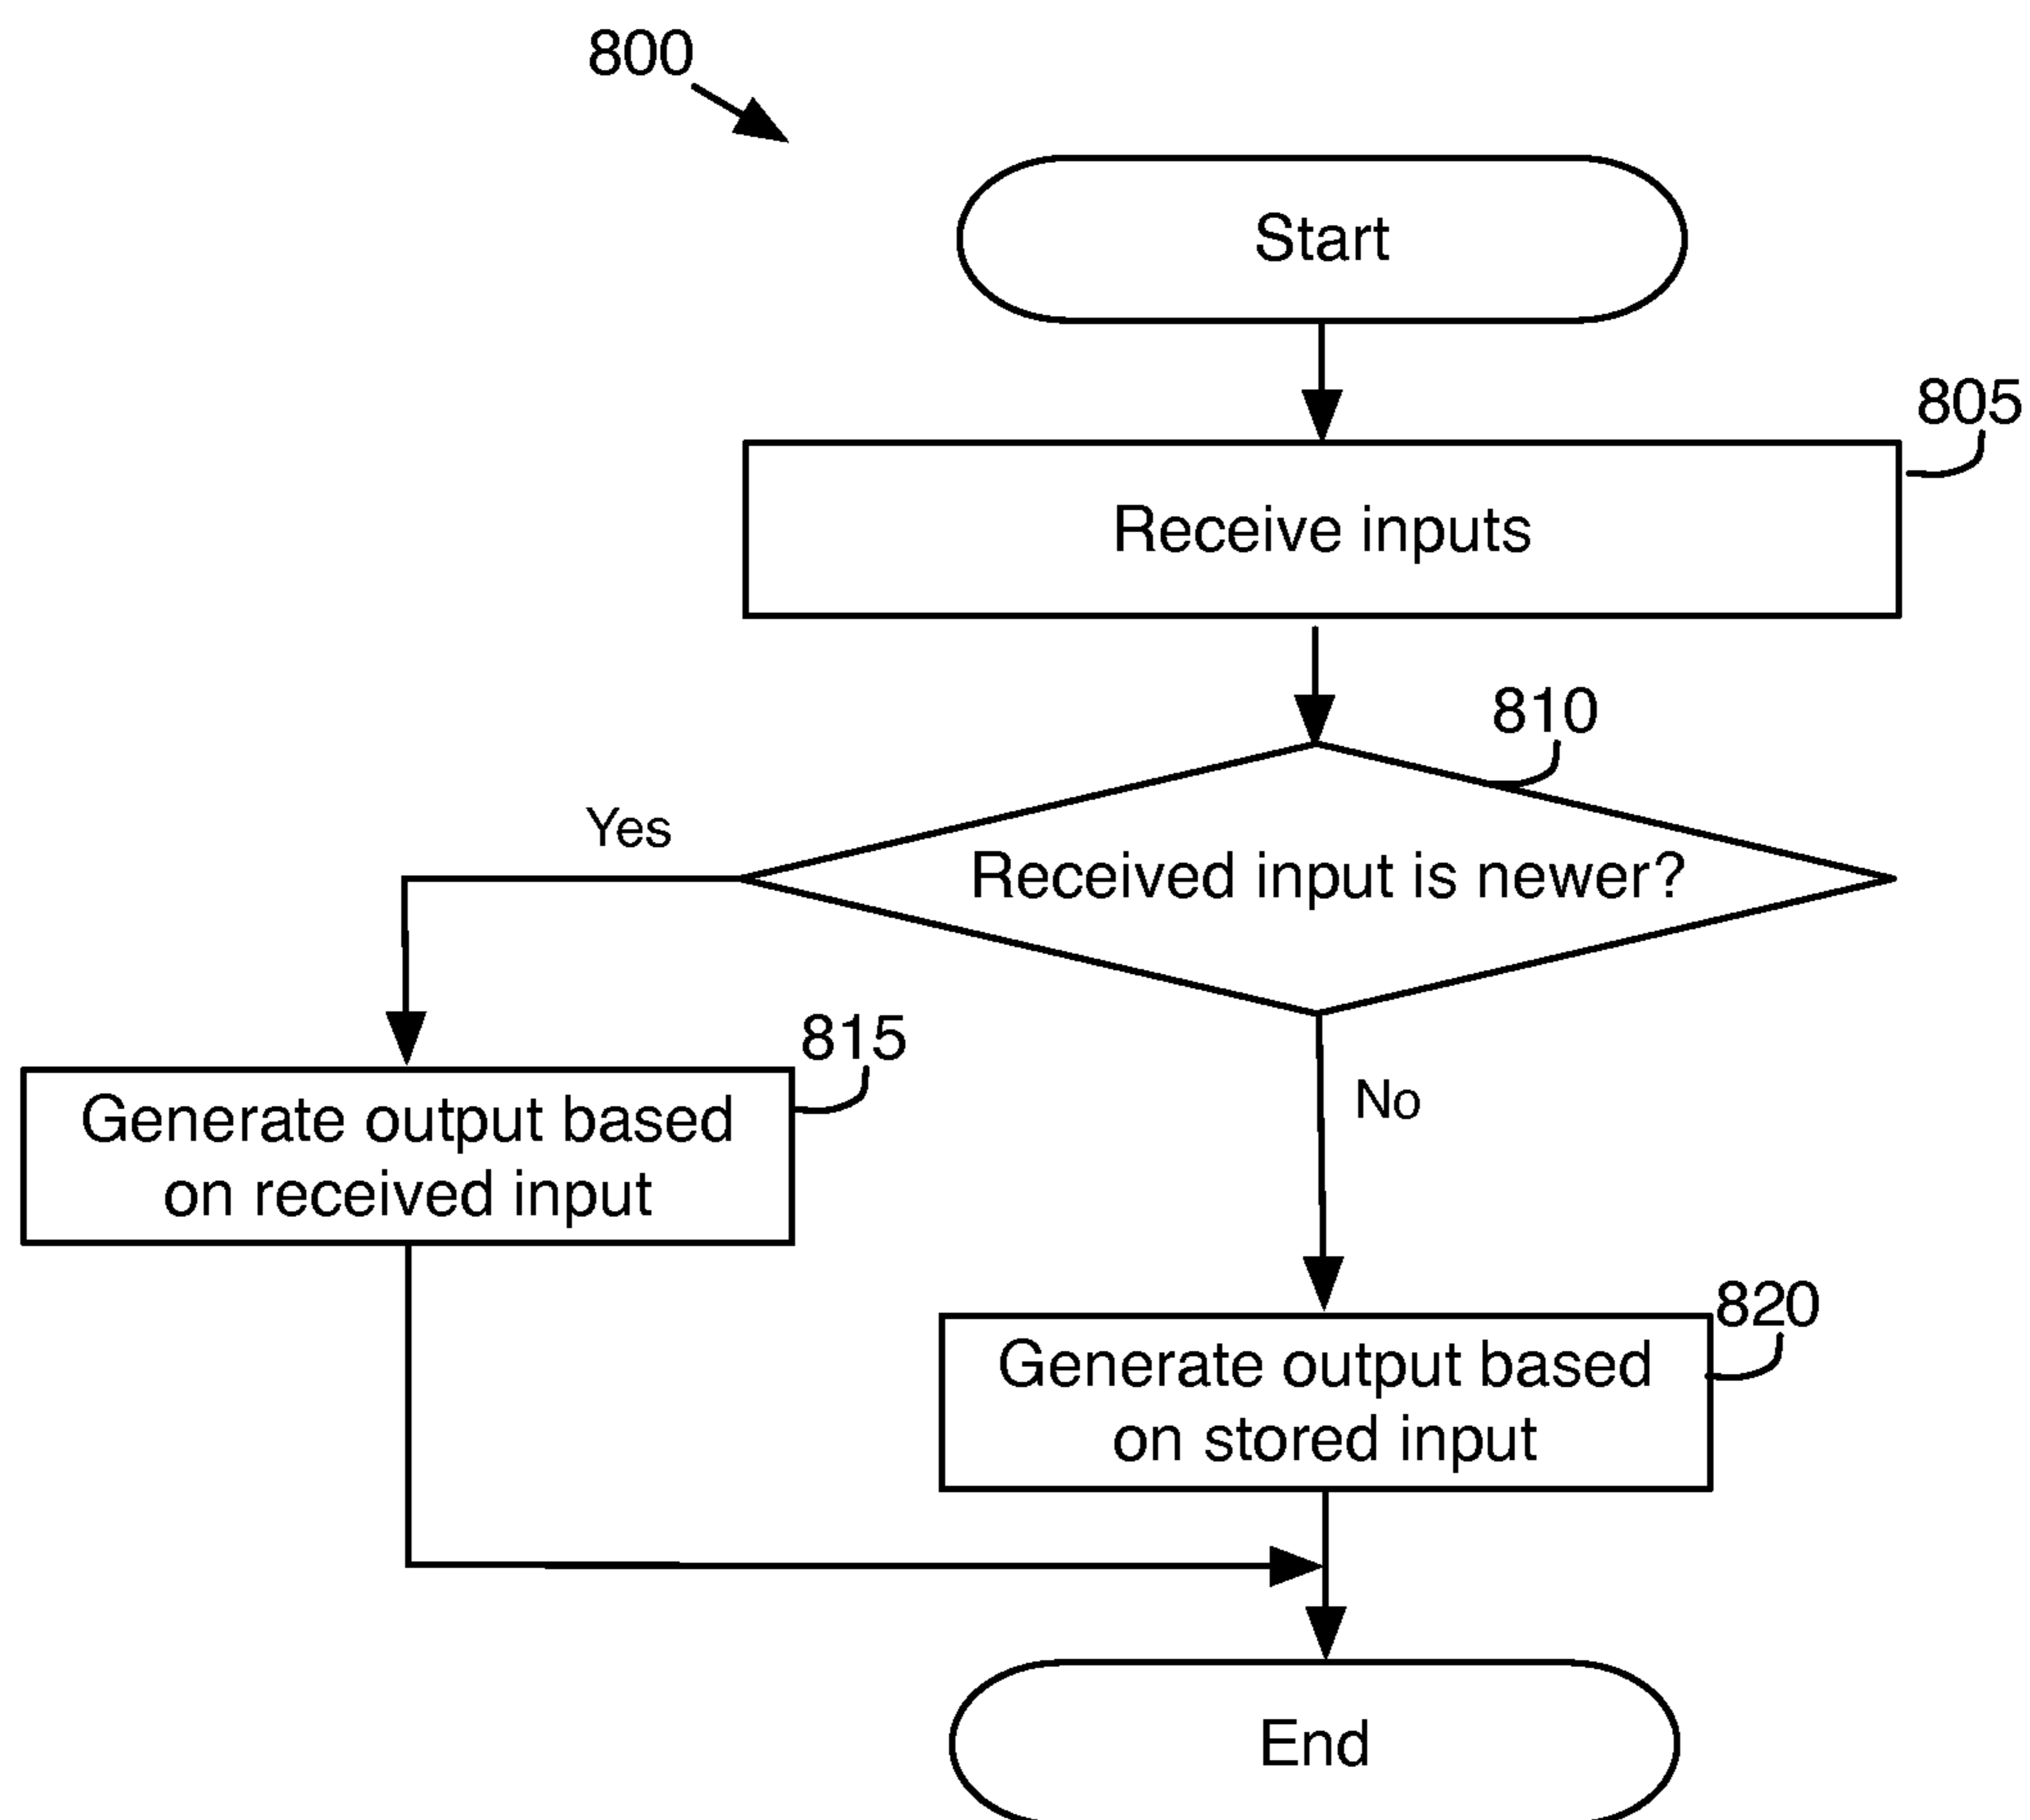 800
Start
805
Receive inputs
810
Yes
Received input is newer?
815
Generate output based
on received input
No
820
Generate output based
on stored input
End